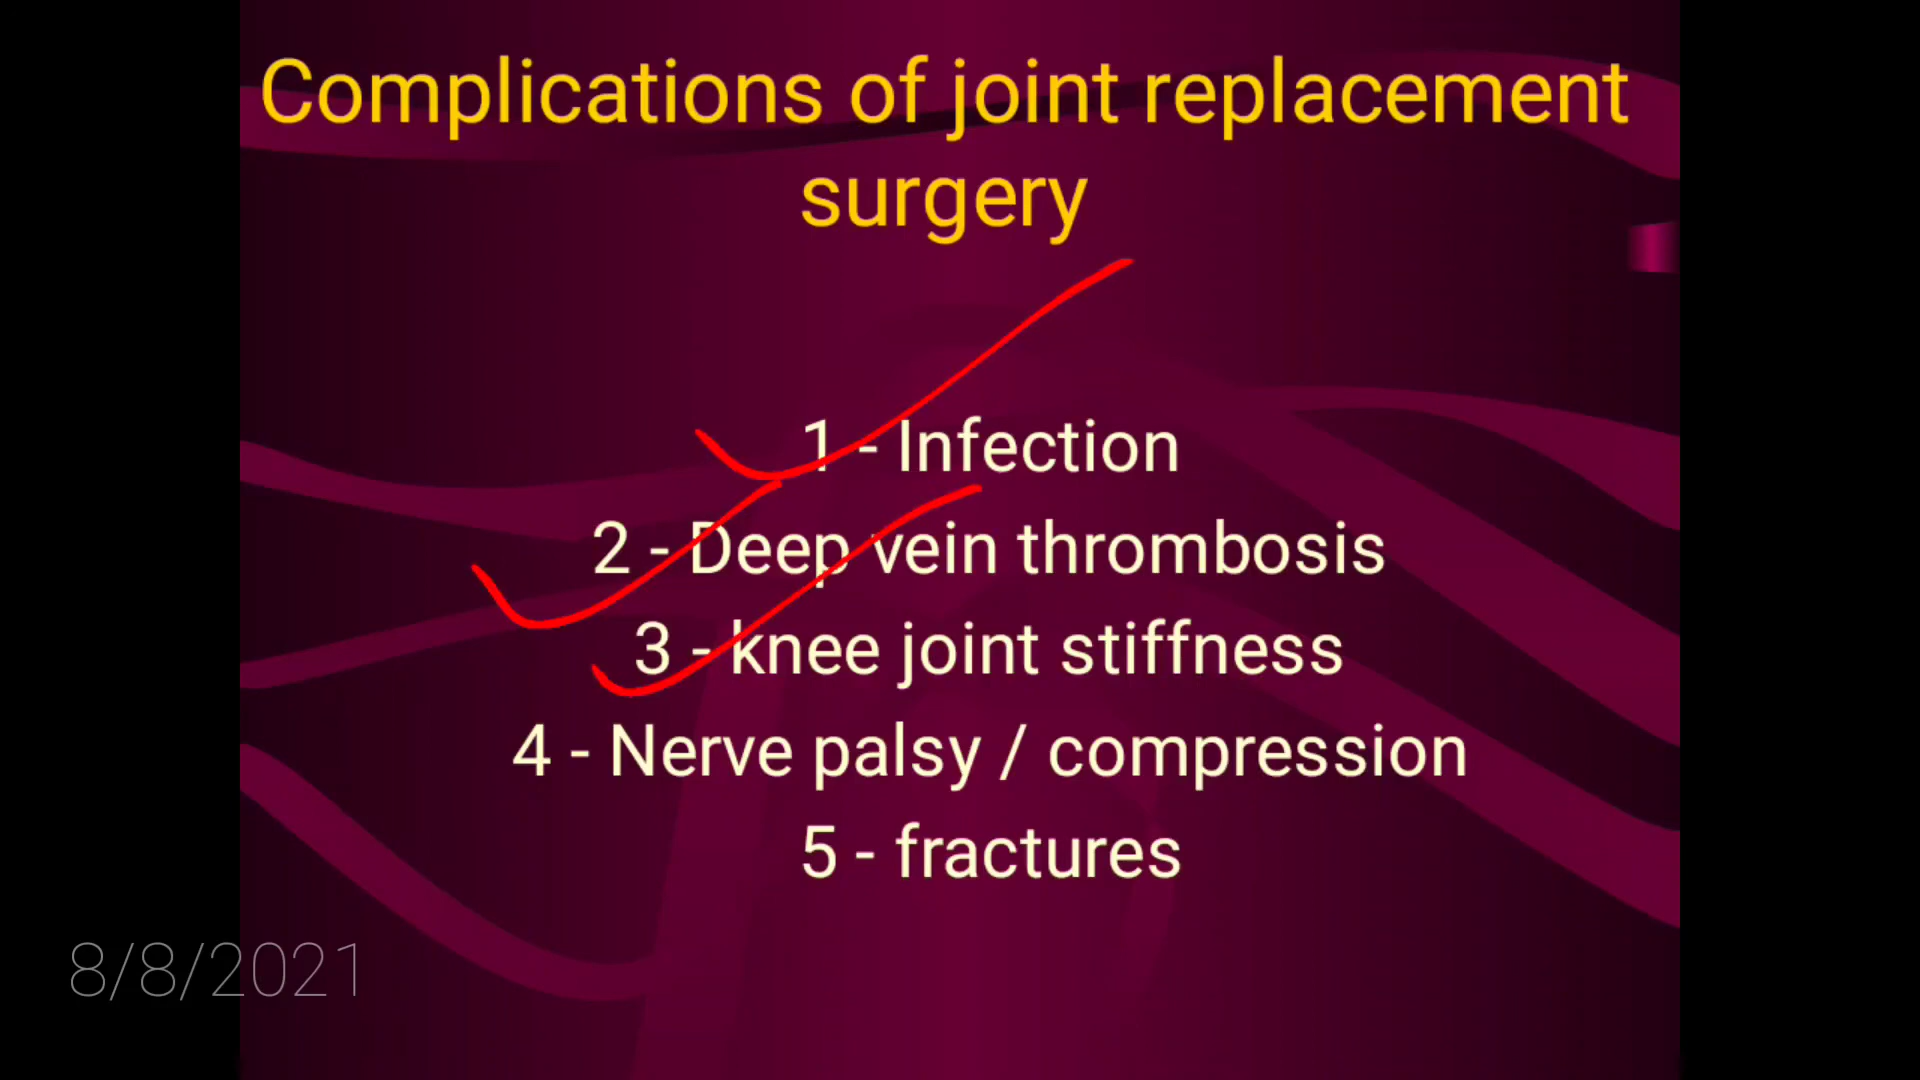 Complications of joint replacement
surgery
1 - Infection
2 - Deep vein thrombosis
3 - knee joint stiffness
4 - Nerve palsy / compression
5 - fractures
8/8/2021